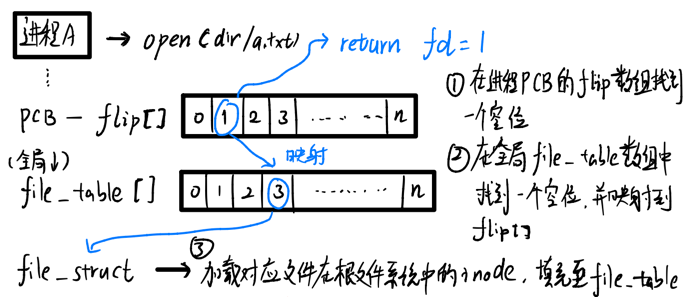 进程A → open(dir/a.txt) return fd=1
⋮
PCB - flip[] 0 1 2 3 ...... n
映射
(全局↓)
file_table [] 0 1 2 3 ...... n
① 在进程PCB的flip数组找到
一个空位
② 在全局file_table数组中
找到一个空位,并映射到
flip[]
③
file_struct → 加载对应文件在根文件系统中的inode,填充至file_table